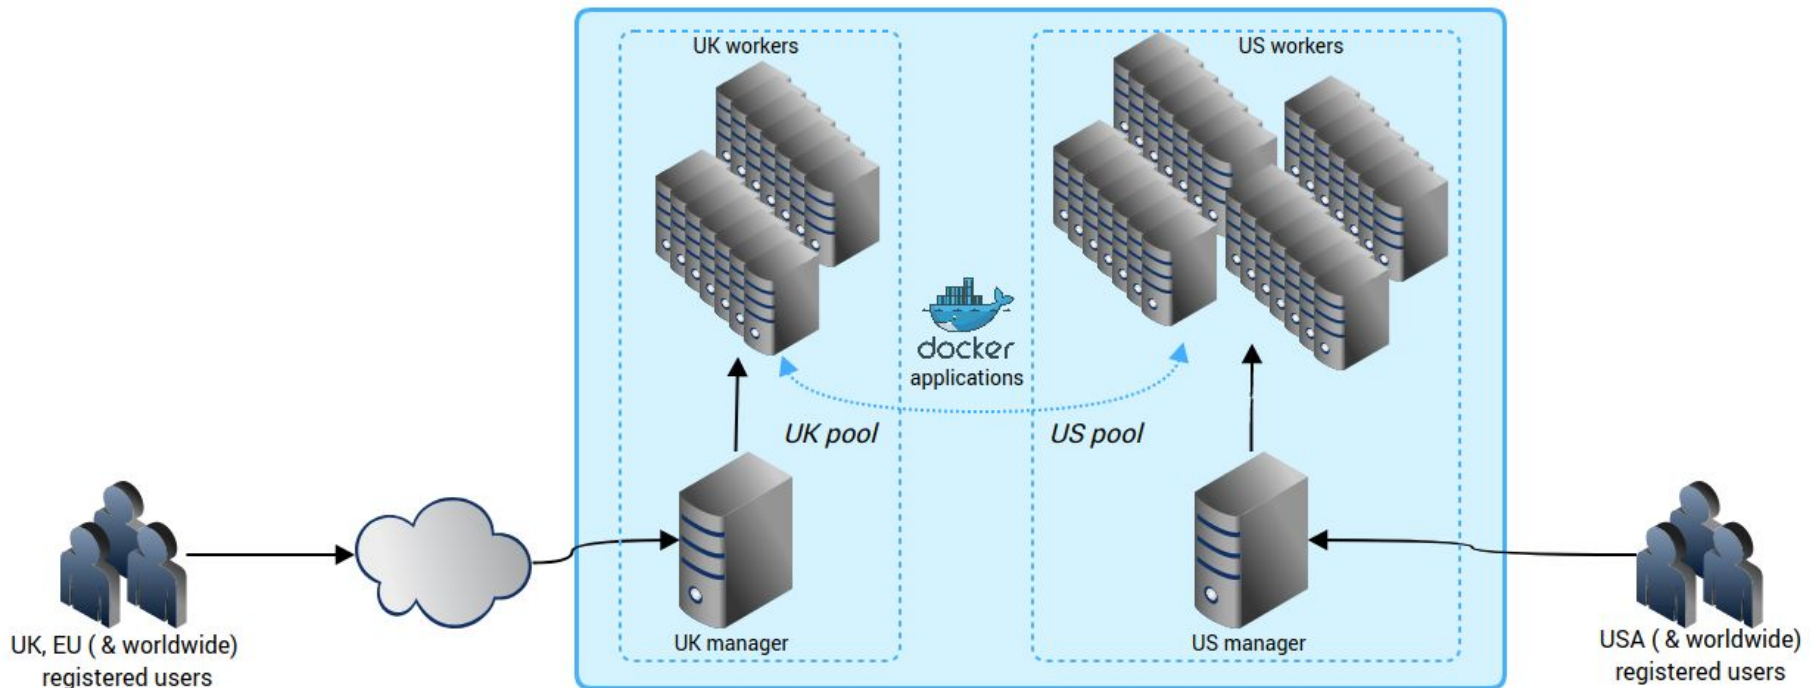 UK workers
US workers
docker
applications
UK pool
US pool
UK manager
US manager
UK, EU ( & worldwide)
registered users
USA ( & worldwide)
registered users